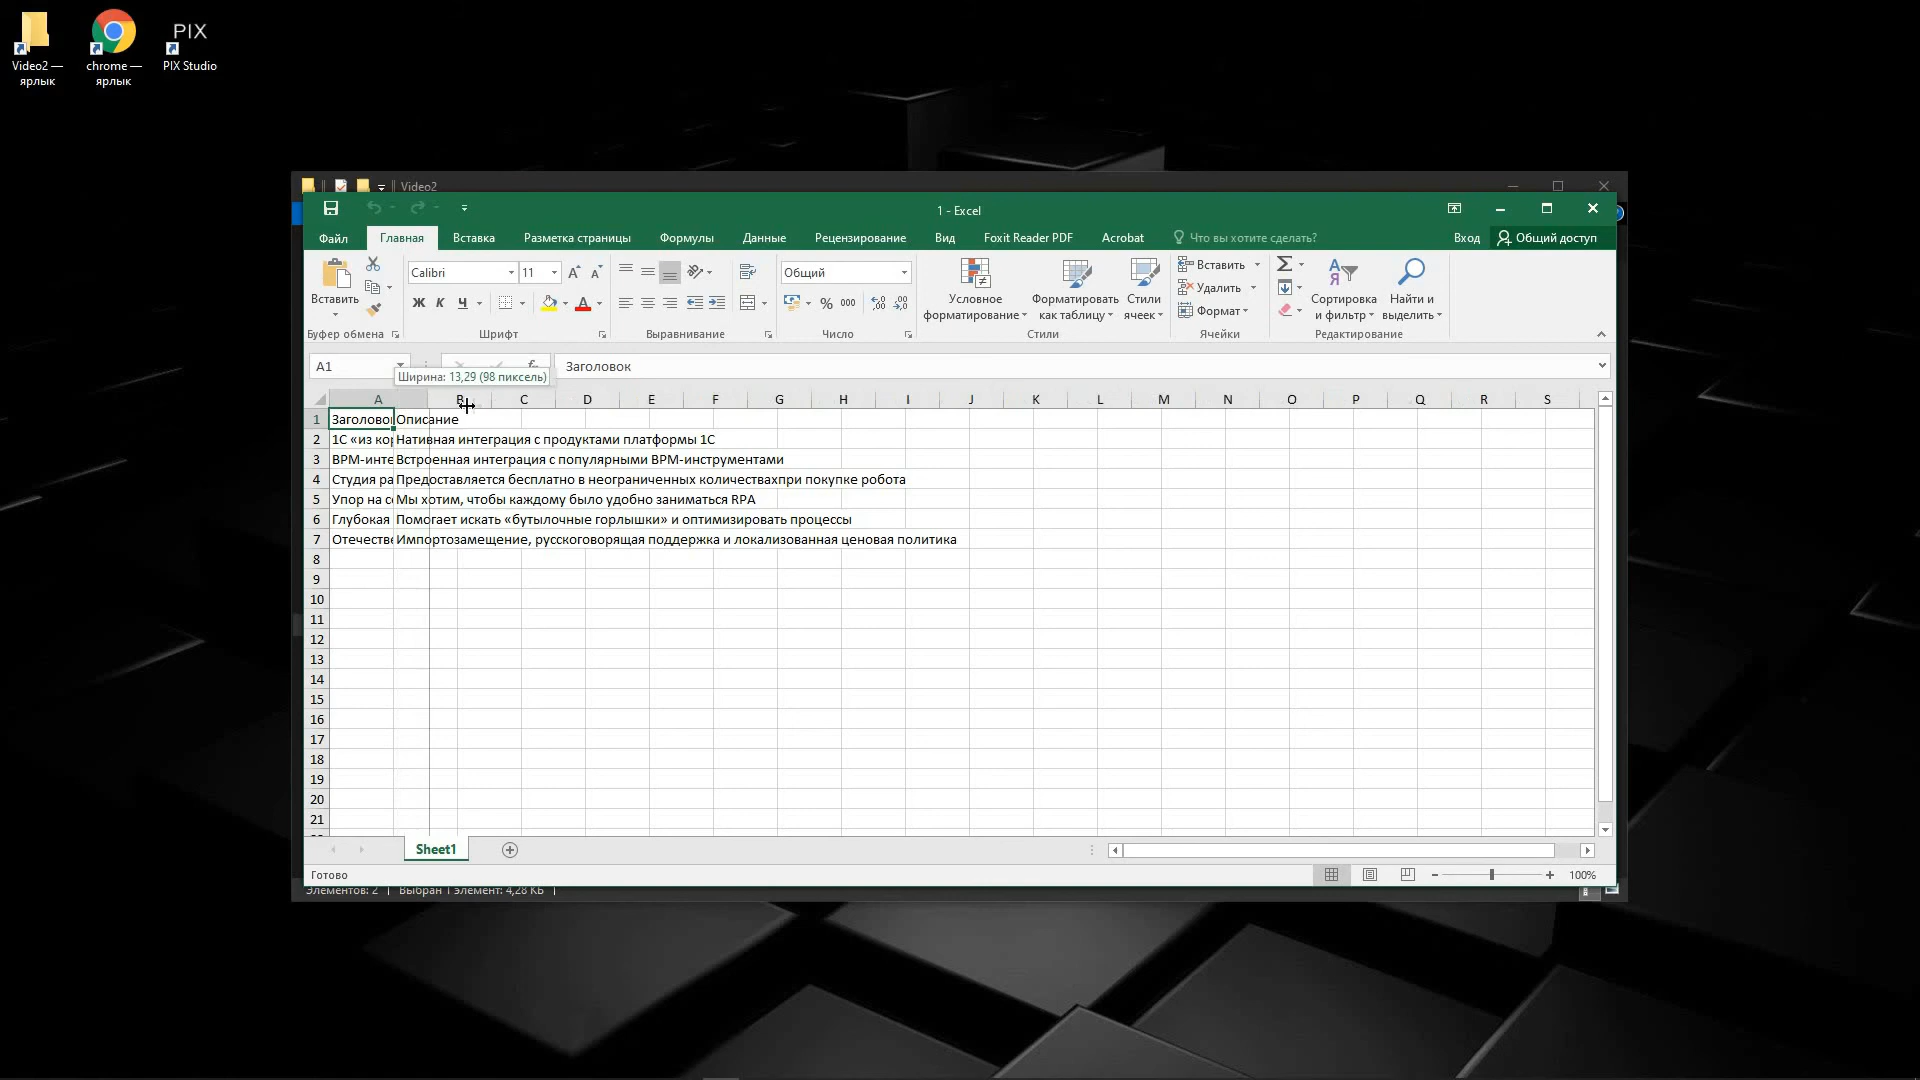 Video2 —
ярлык
chrome —
ярлык
PIX
PIX Studio
Video2
1 - Excel
Файл
Главная
Вставка
Разметка страницы
Формулы
Данные
Рецензирование
Вид
Foxit Reader PDF
Acrobat
Что вы хотите сделать?
Вход
Общий доступ
Вставить
Буфер обмена
Calibri
11
Ж К Ч
Шрифт
Выравнивание
Общий
% 000
Число
Условное
форматирование
Форматировать
как таблицу
Стили
ячеек
Стили
Вставить
Удалить
Формат
Ячейки
Сортировка
и фильтр
Найти и
выделить
Редактирование
A1
Заголовок
Ширина: 13,29 (98 пиксель)
A B C D E F G H I J K L M N O P Q R S
1 Заголово Описание
2 1С «из ко Нативная интеграция с продуктами платформы 1С
3 BPM-инте Встроенная интеграция с популярными BPM-инструментами
4 Студия ра Предоставляется бесплатно в неограниченных количествахпри покупке робота
5 Упор на с Мы хотим, чтобы каждому было удобно заниматься RPA
6 Глубокая Помогает искать «бутылочные горлышки» и оптимизировать процессы
7 Отечеств Импортозамещение, русскоговорящая поддержка и локализованная ценовая политика
8
9
10
11
12
13
14
15
16
17
18
19
20
21
Sheet1
Готово
100%
Элементов: 2
Выбран 1 элемент: 4,28 КБ